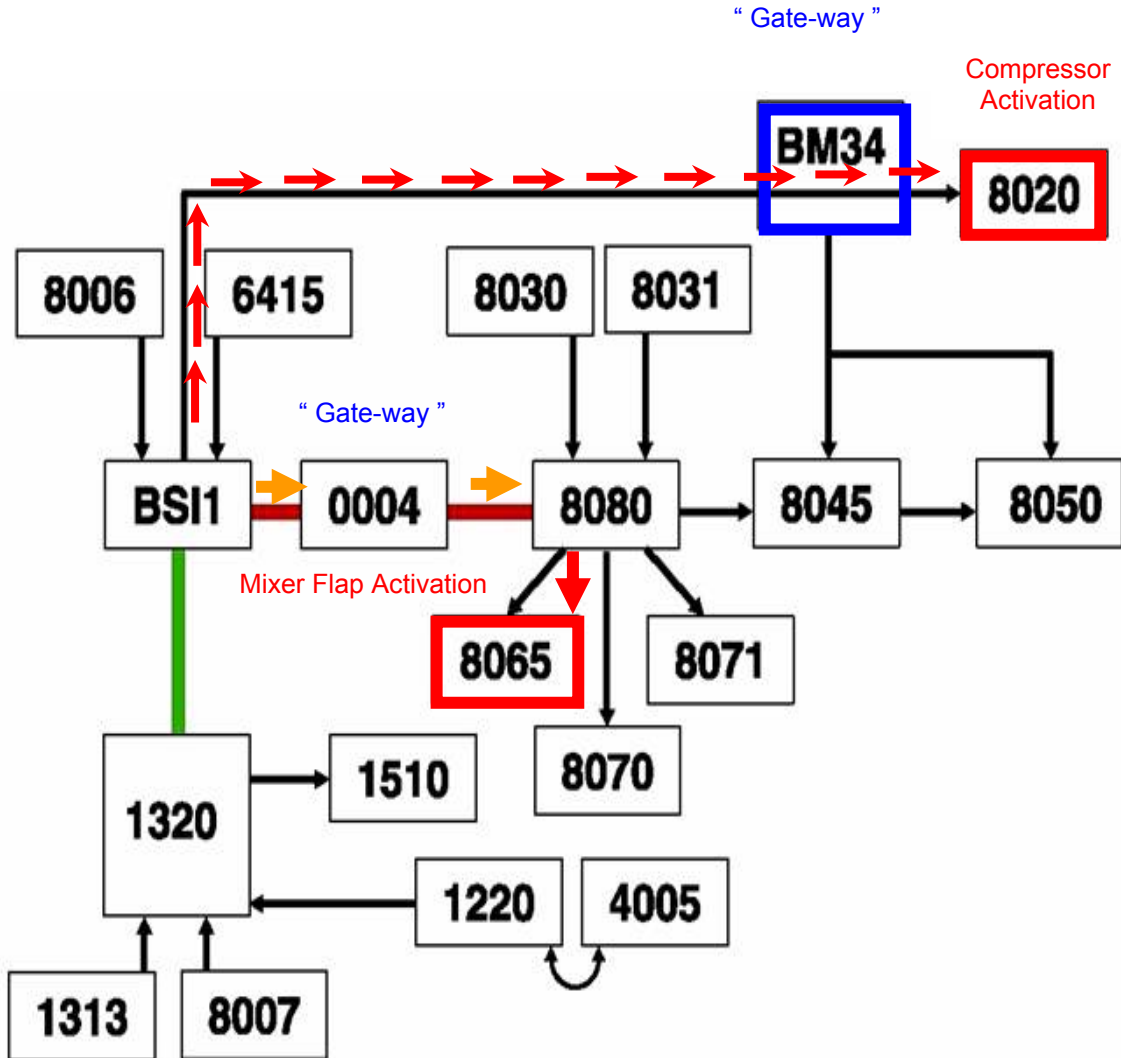 “ Gate-way ”
Compressor
Activation
BM34
8020
8006
6415
8030
8031
“ Gate-way ”
BSI1
0004
8080
8045
8050
Mixer Flap Activation
8065
8071
8070
1510
1320
1220
4005
1313
8007